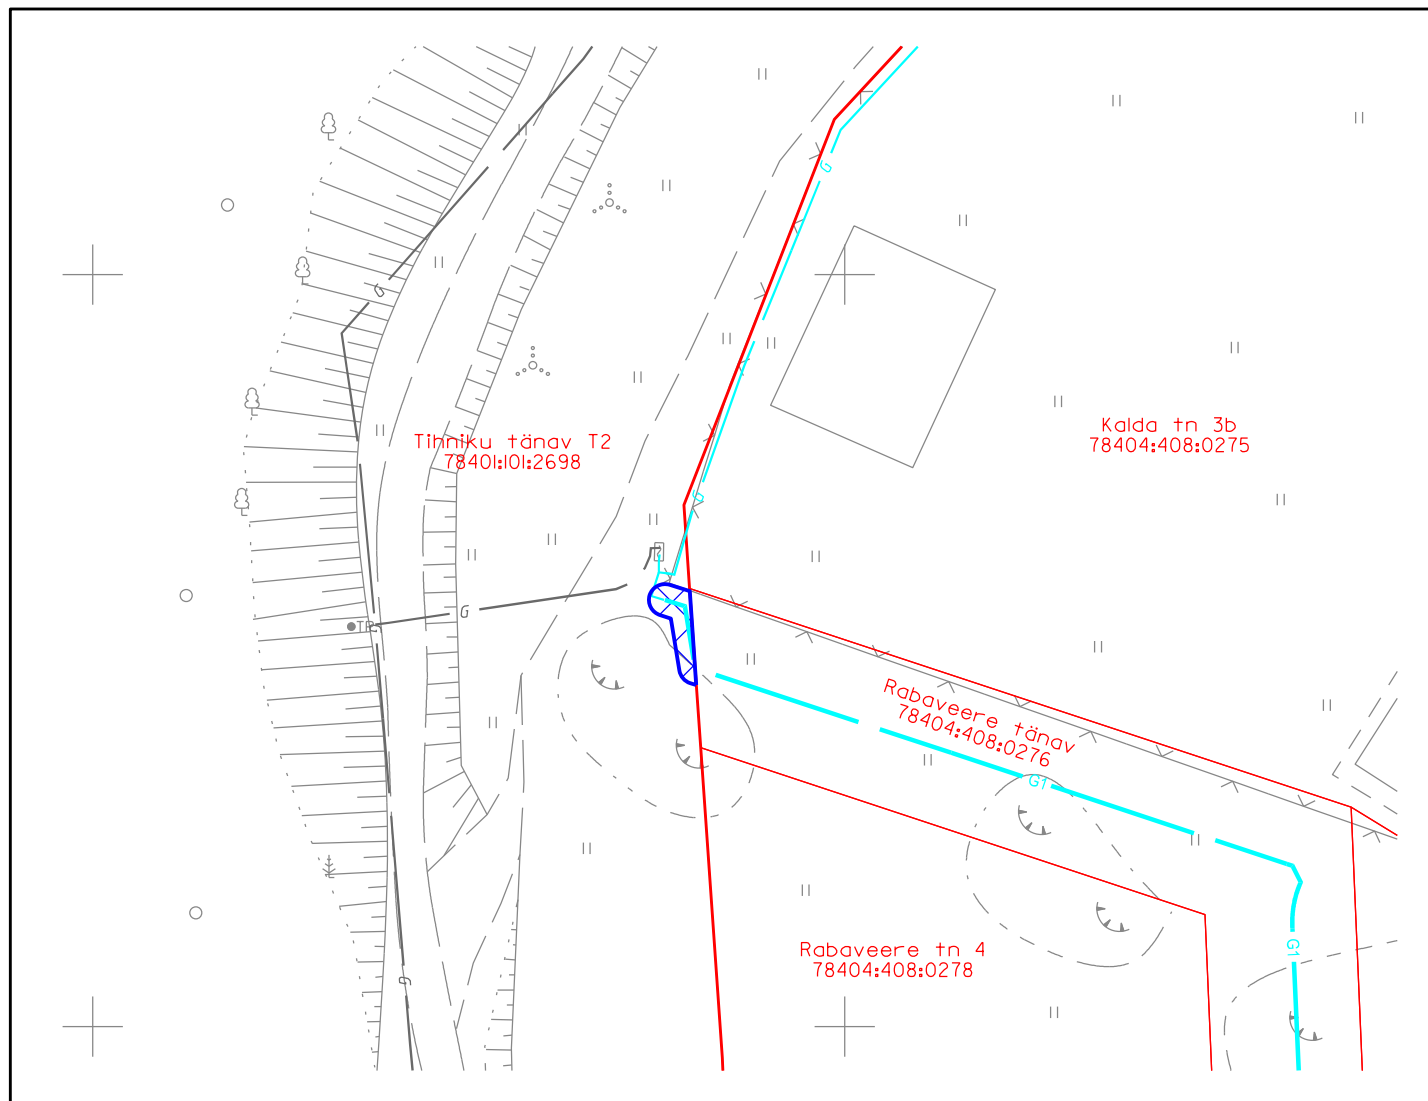 G
G
Tihniku tänav T2
78401:101:2698
Kalda tn 3b
78404:408:0275
G
G
TP
Rabaveere tänav
78404:408:0276
G1
Rabaveere tn 4
78404:408:0278
G1
G